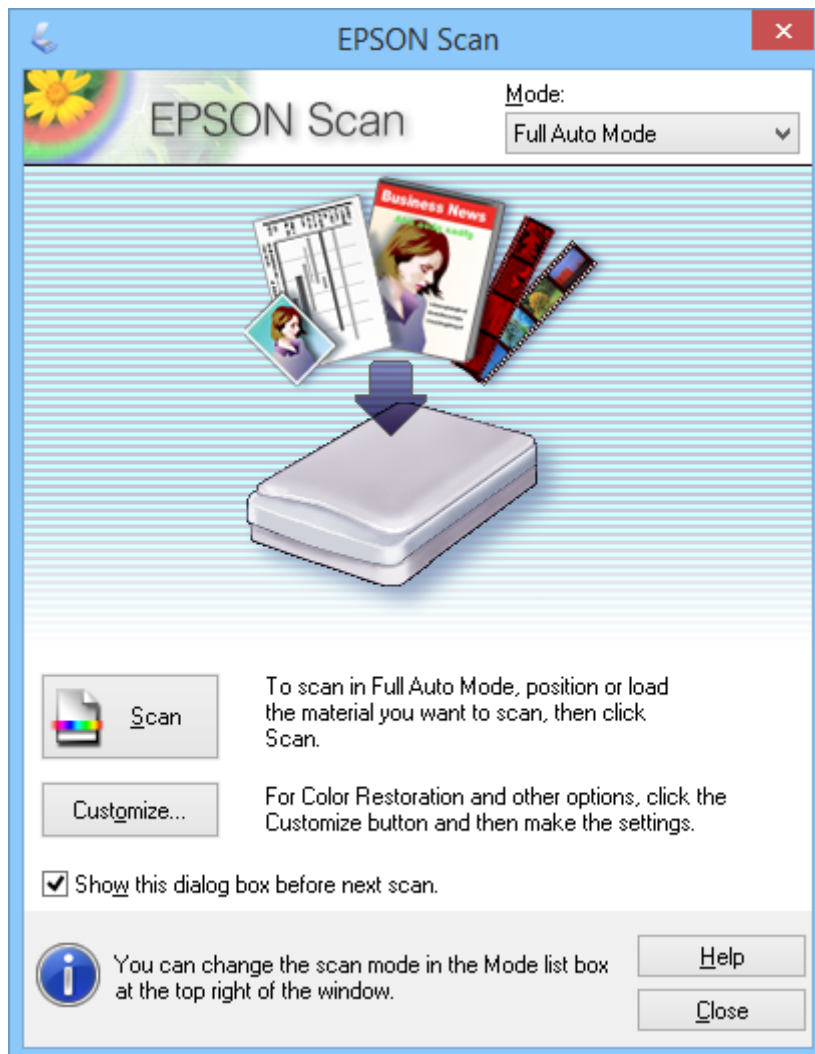 EPSON Scan
EPSON Scan
Mode:
Full Auto Mode
Business News
Scan
To scan in Full Auto Mode, position or load
the material you want to scan, then click
Scan.
Customize...
For Color Restoration and other options, click the
Customize button and then make the settings.
Show this dialog box before next scan.
You can change the scan mode in the Mode list box
at the top right of the window.
Help
Close